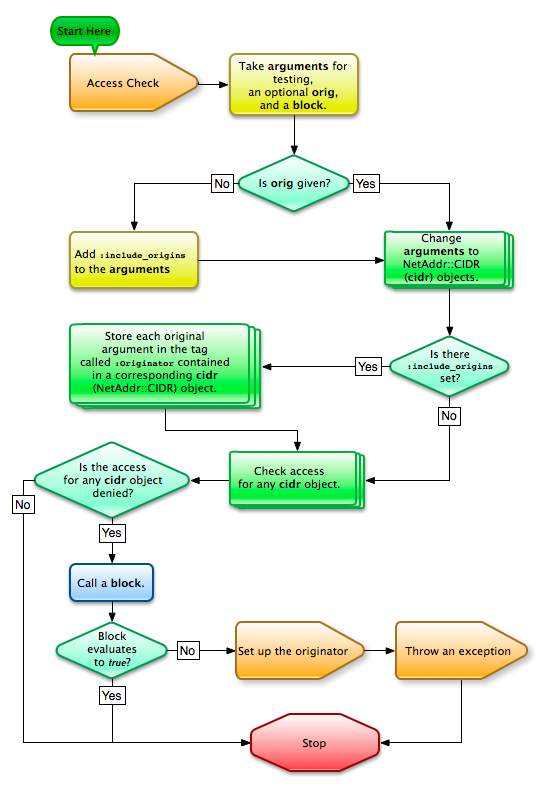 Start Here
Access Check
Take arguments for
testing,
an optional orig,
and a block.
Is orig given?
No
Yes
Add :include_origins
to the arguments
Change
arguments to
NetAddr::CIDR
(cidr) objects.
Store each original
argument in the tag
called :Originator contained
in a corresponding cidr
(NetAddr::CIDR) object.
Yes
Is there
:include_origins
set?
No
Is the access
for any cidr object
denied?
Check access
for any cidr object.
No
Yes
Call a block.
Block
evaluates
to true?
No
Set up the originator
Throw an exception
Yes
Stop